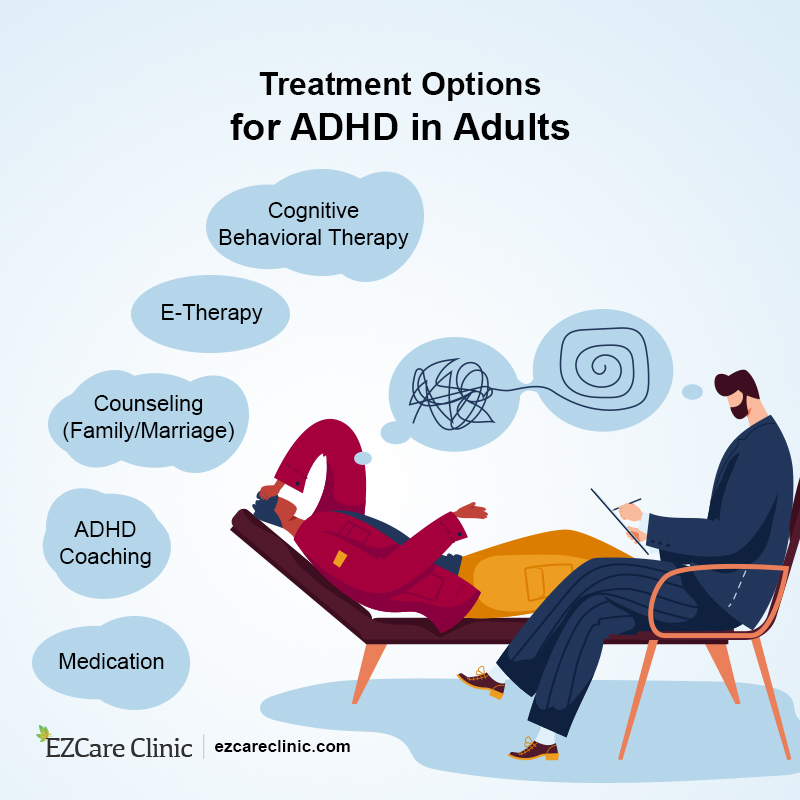 Treatment Options
for ADHD in Adults
Cognitive
Behavioral Therapy
E-Therapy
Counseling
(Family/Marriage)
ADHD
Coaching
Medication
EZCare Clinic
ezcareclinic.com